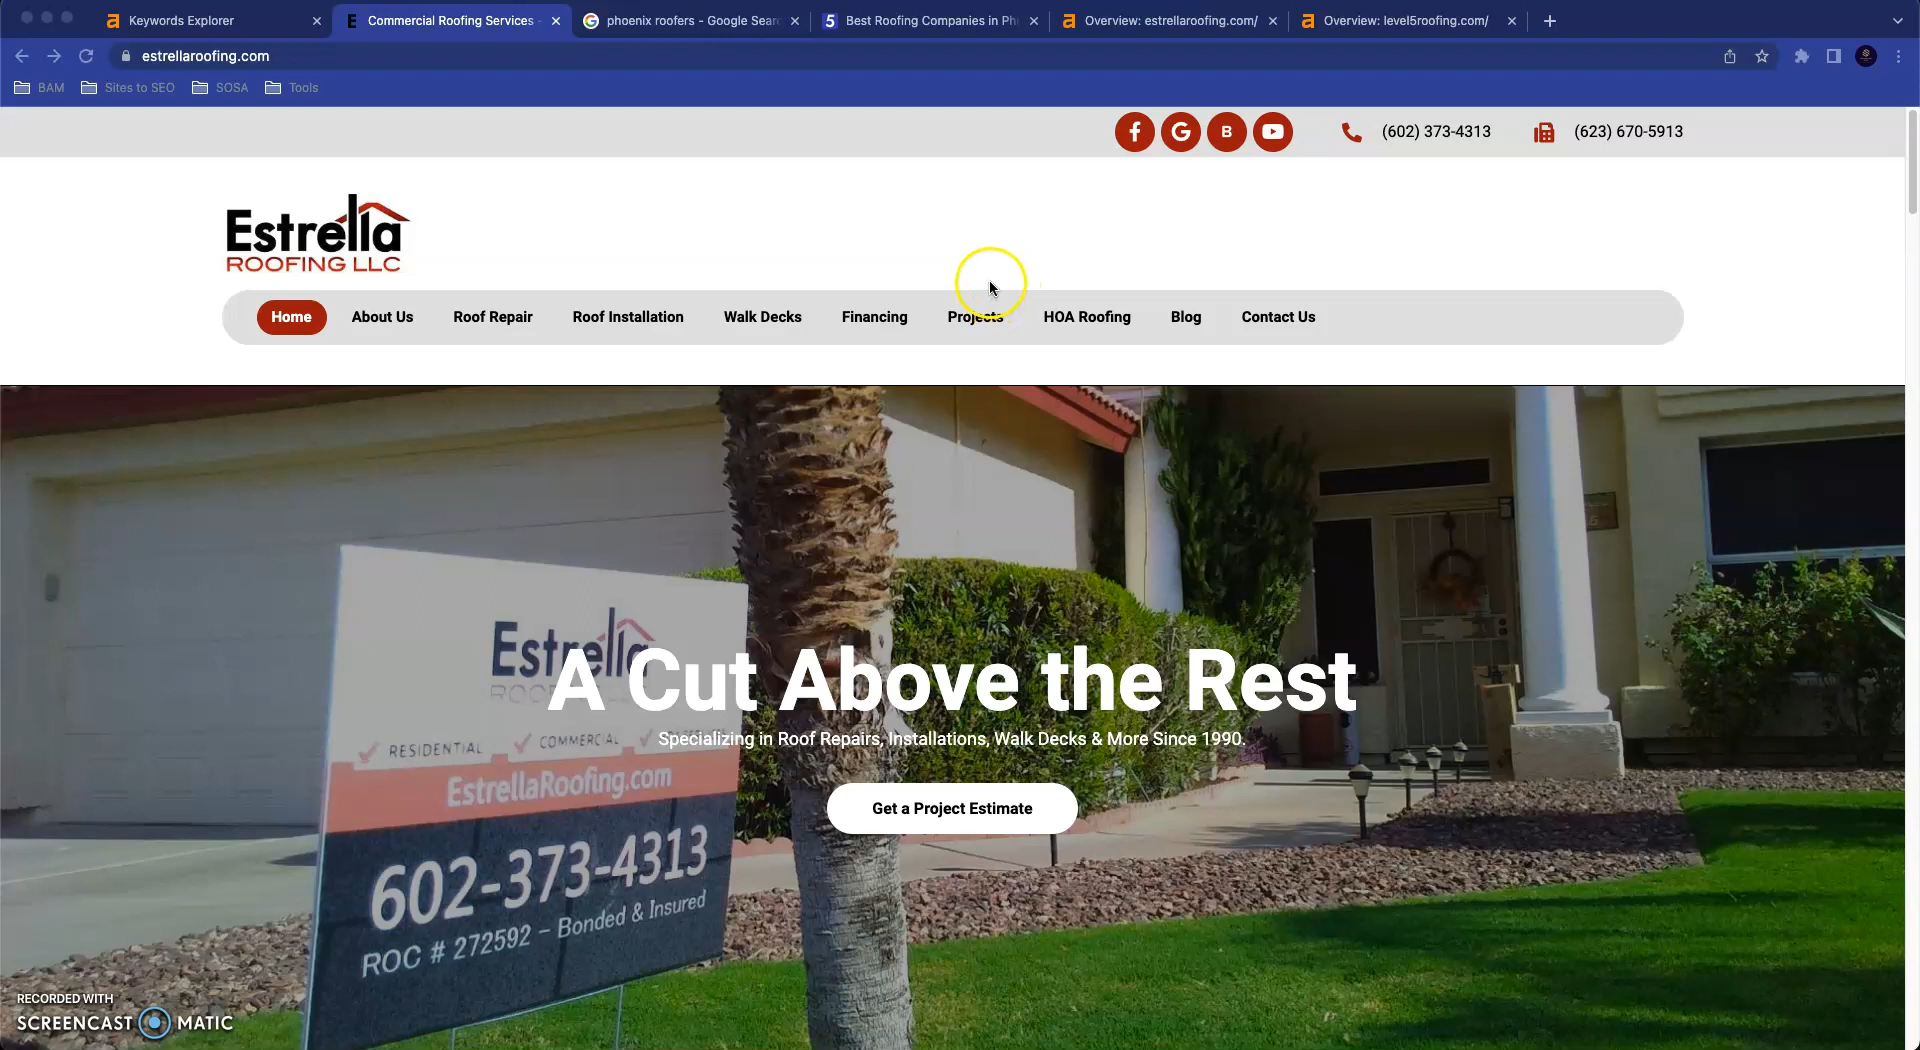 Keywords Explorer
Commercial Roofing Services -
phoenix roofers - Google Sear
5 Best Roofing Companies in Ph
Overview: estrellaroofing.com/
Overview: level5roofing.com/
estrellaroofing.com
BAM
Sites to SEO
SOSA
Tools
B
(602) 373-4313
(623) 670-5913
Estrella
ROOFING LLC
Home
About Us
Roof Repair
Roof Installation
Walk Decks
Financing
Projects
HOA Roofing
Blog
Contact Us
Estrella
A Cut Above the Rest
Specializing in Roof Repairs, Installations, Walk Decks & More Since 1990.
RESIDENTIAL
COMMERCIAL
EstrellaRoofing.com
Get a Project Estimate
602-373-4313
ROC # 272592 – Bonded & Insured
RECORDED WITH
SCREENCAST MATIC